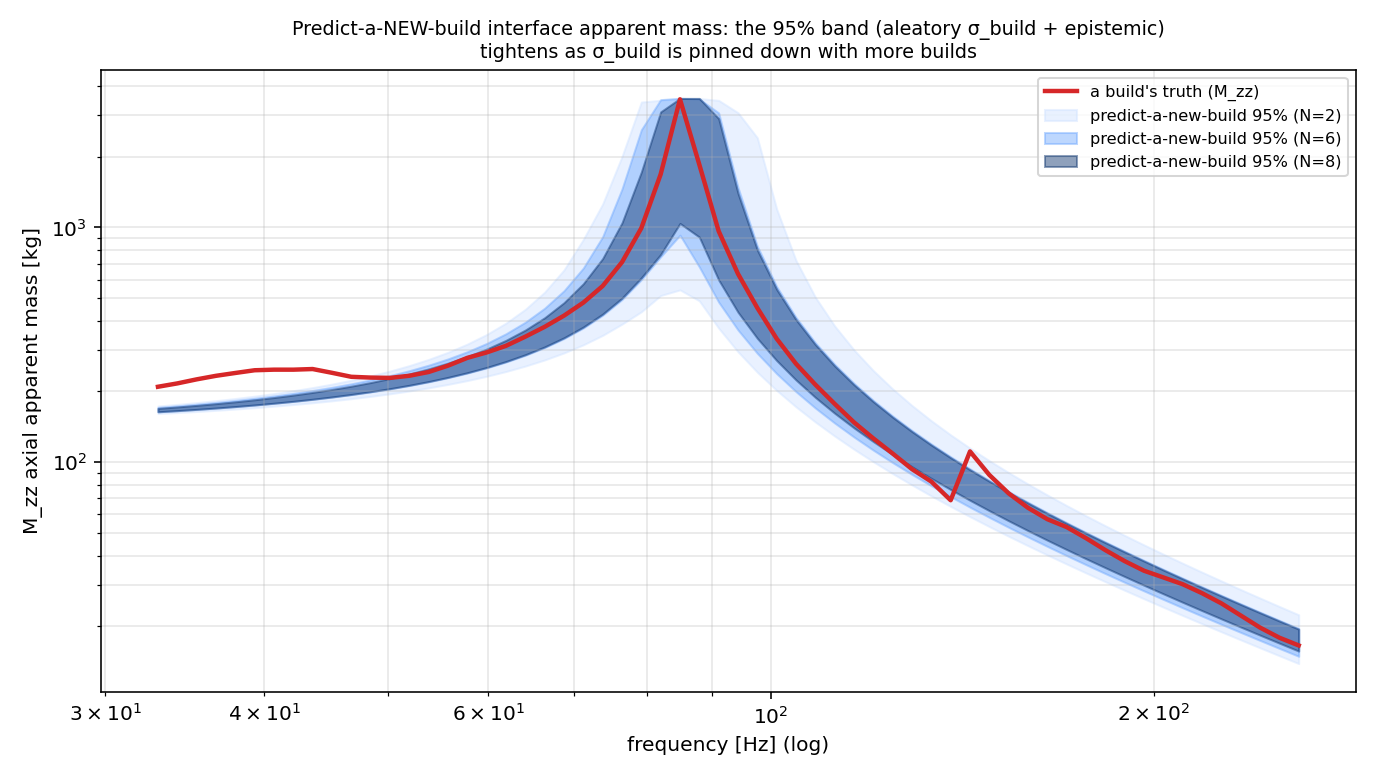 Predict-a-NEW-build interface apparent mass: the 95% band (aleatory σ_build + epistemic)
tightens as σ_build is pinned down with more builds
a build's truth (M_zz)
predict-a-new-build 95% (N=2)
predict-a-new-build 95% (N=6)
predict-a-new-build 95% (N=8)
M_zz axial apparent mass [kg]
10³
10²
3 × 10¹
4 × 10¹
6 × 10¹
10²
2 × 10²
frequency [Hz] (log)